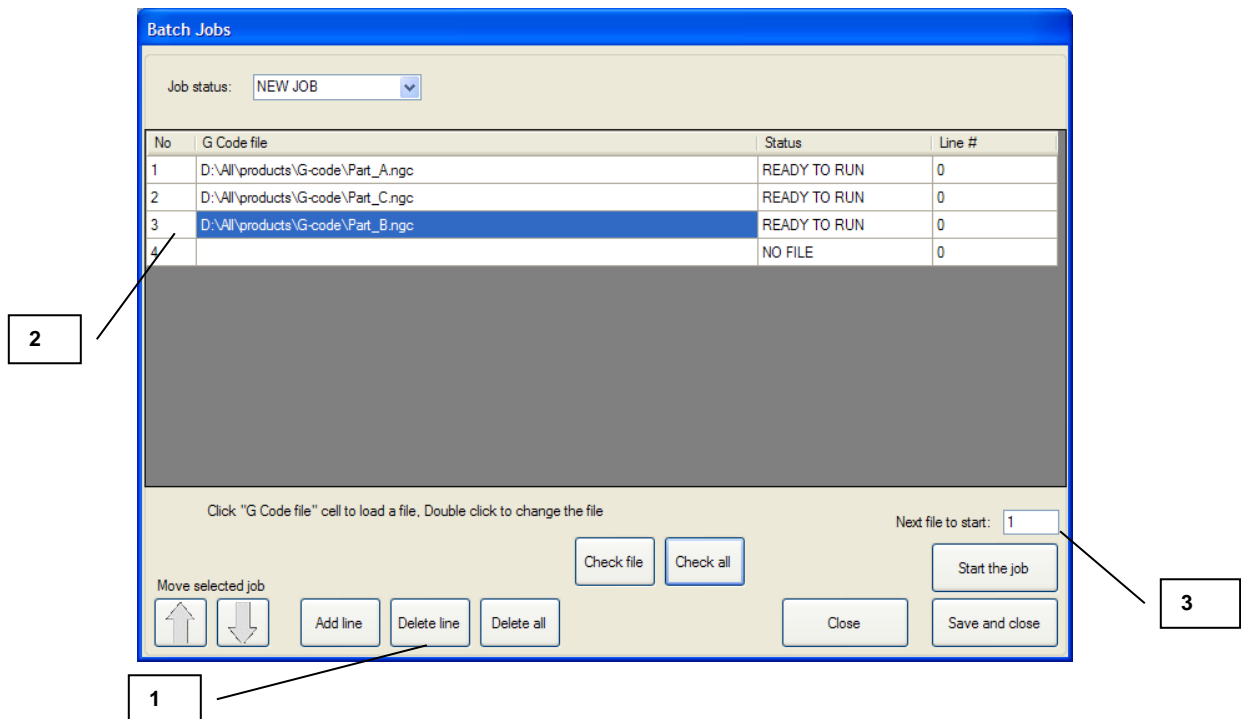 Batch Jobs
Job status: NEW JOB
No G Code file Status Line #
1 D:\All\products\G-code\Part_A.ngc READY TO RUN 0
2 D:\All\products\G-code\Part_C.ngc READY TO RUN 0
3 D:\All\products\G-code\Part_B.ngc READY TO RUN 0
4 NO FILE 0
2
Click "G Code file" cell to load a file, Double click to change the file
Next file to start: 1
Check file Check all Start the job
Move selected job
3
Add line Delete line Delete all Close Save and close
1